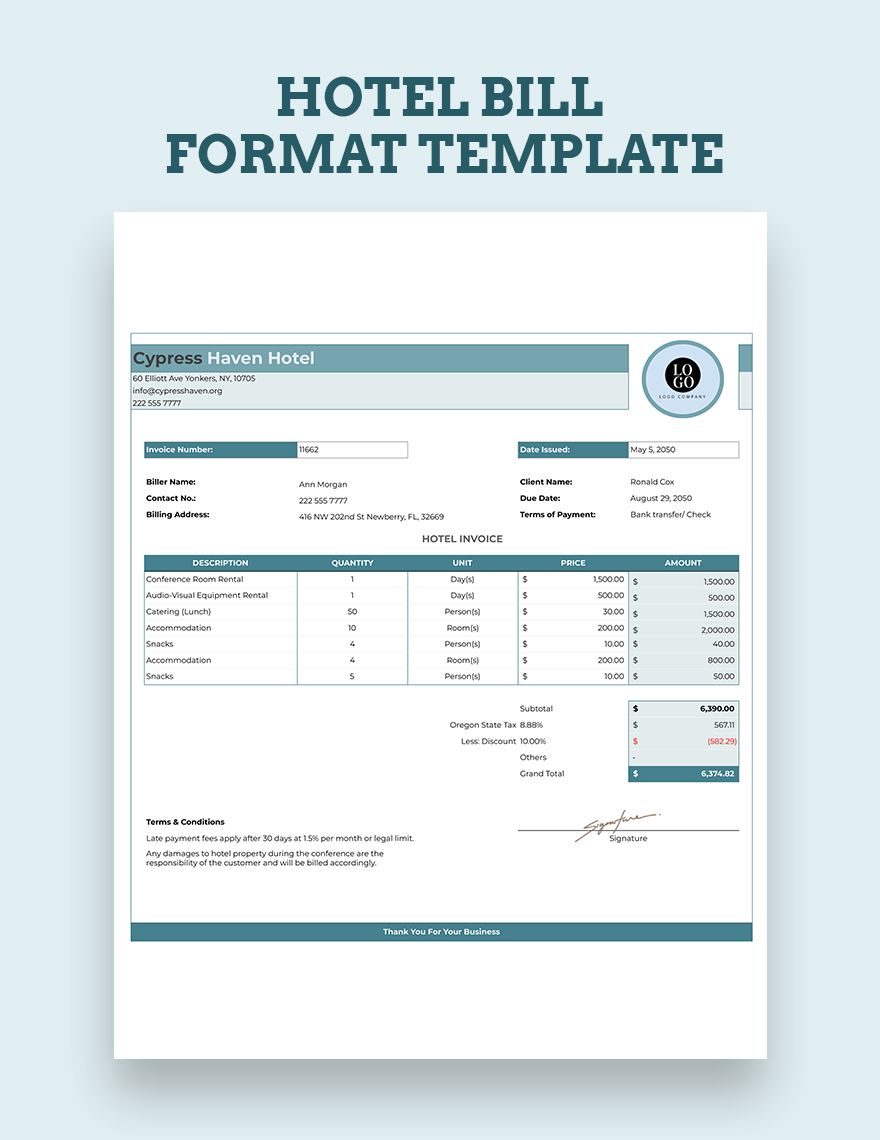 HOTEL BILL
FORMAT TEMPLATE
Cypress Haven Hotel
60 Elliott Ave Yonkers, NY, 10705
info@cypresshaven.org
222 555 7777
LO
GO
LOGO COMPANY
Invoice Number: 11662 Date Issued: May 5, 2050
Biller Name: Ann Morgan Client Name: Ronald Cox
Contact No.: 222 555 7777 Due Date: August 29, 2050
Billing Address: 416 NW 202nd St Newberry, FL, 32669 Terms of Payment: Bank transfer/ Check
HOTEL INVOICE
DESCRIPTION QUANTITY UNIT PRICE AMOUNT
Conference Room Rental 1 Day(s) $ 1,500.00 $ 1,500.00
Audio-Visual Equipment Rental 1 Day(s) $ 500.00 $ 500.00
Catering (Lunch) 50 Person(s) $ 30.00 $ 1,500.00
Accommodation 10 Room(s) $ 200.00 $ 2,000.00
Snacks 4 Person(s) $ 10.00 $ 40.00
Accommodation 4 Room(s) $ 200.00 $ 800.00
Snacks 5 Person(s) $ 10.00 $ 50.00
Subtotal $ 6,390.00
Oregon State Tax 8.88% $ 567.11
Less: Discount 10.00% $ (582.29)
Others -
Grand Total $ 6,374.82
Terms & Conditions
Late payment fees apply after 30 days at 1.5% per month or legal limit.
Any damages to hotel property during the conference are the
responsibility of the customer and will be billed accordingly.
Signature
Signature
Thank You For Your Business